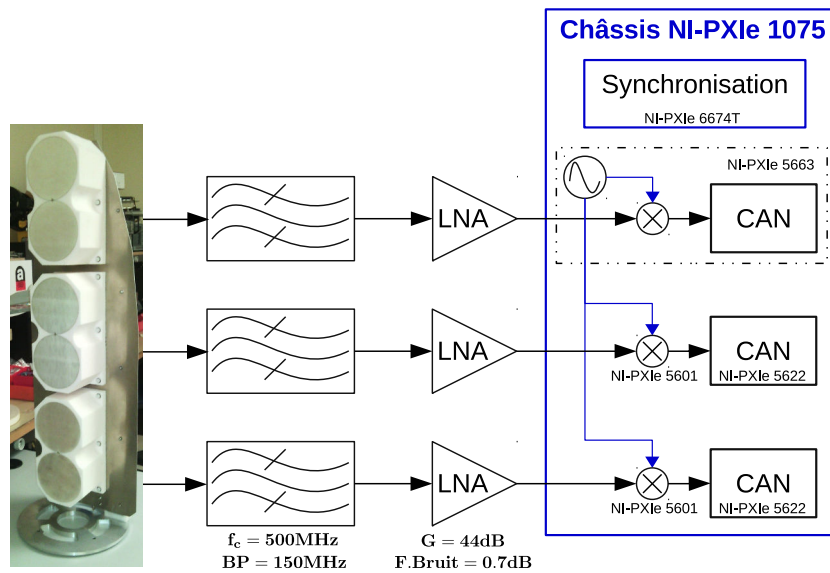 Châssis NI-PXIe 1075
Synchronisation
NI-PXIe 6674T
NI-PXIe 5663
LNA
CAN
LNA
CAN
NI-PXIe 5601
NI-PXIe 5622
LNA
CAN
NI-PXIe 5601
NI-PXIe 5622
f_c = 500MHz
BP = 150MHz
G = 44dB
F.Bruit = 0.7dB